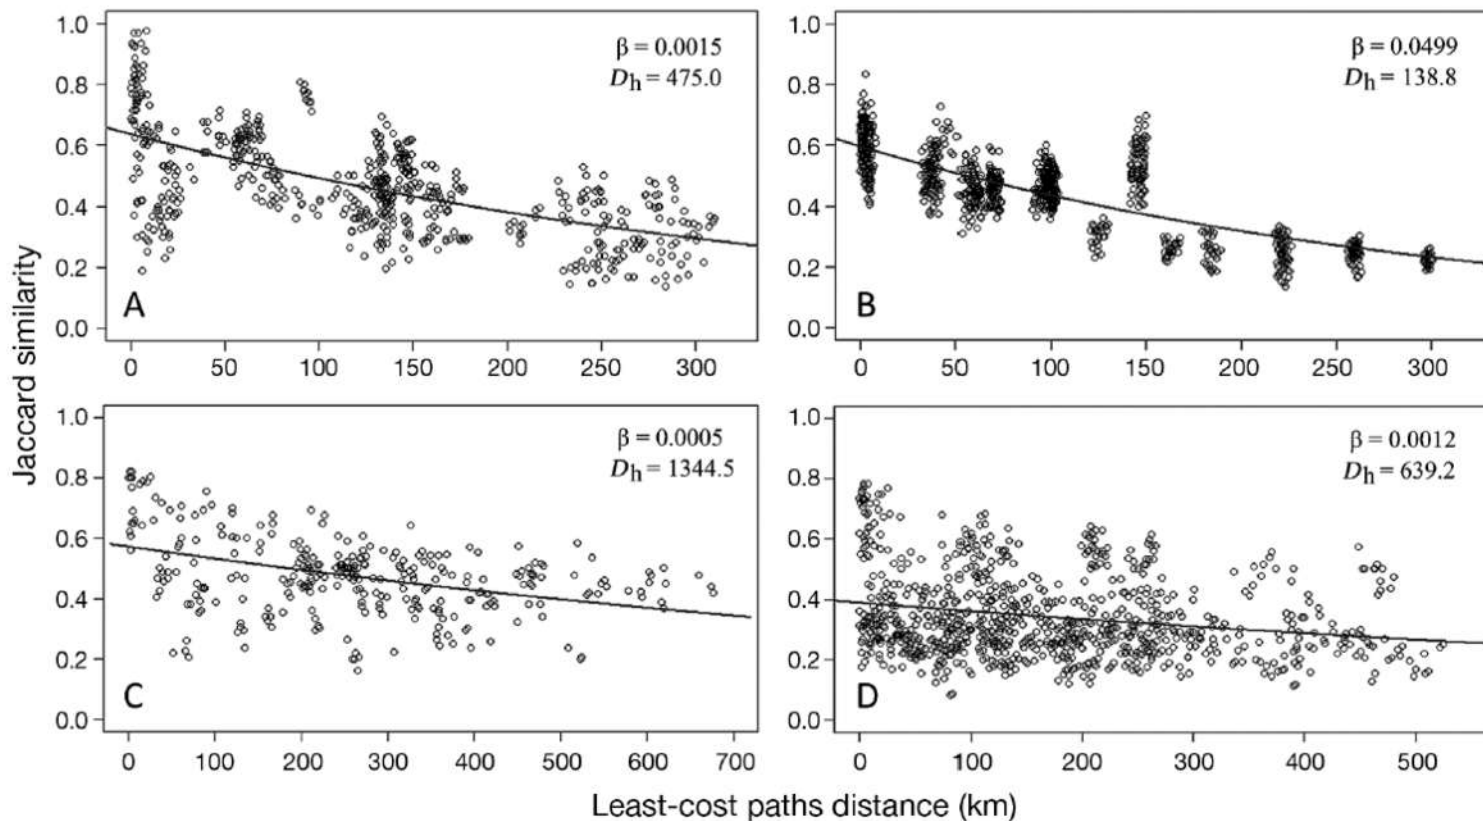 Jaccard similarity
1.0
0.8
0.6
0.4
0.2
0.0
β = 0.0015
Dh = 475.0
A
0 50 100 150 200 250 300
1.0
0.8
0.6
0.4
0.2
0.0
β = 0.0499
Dh = 138.8
B
0 50 100 150 200 250 300
1.0
0.8
0.6
0.4
0.2
0.0
β = 0.0005
Dh = 1344.5
C
0 100 200 300 400 500 600 700
1.0
0.8
0.6
0.4
0.2
0.0
β = 0.0012
Dh = 639.2
D
0 100 200 300 400 500
Least-cost paths distance (km)